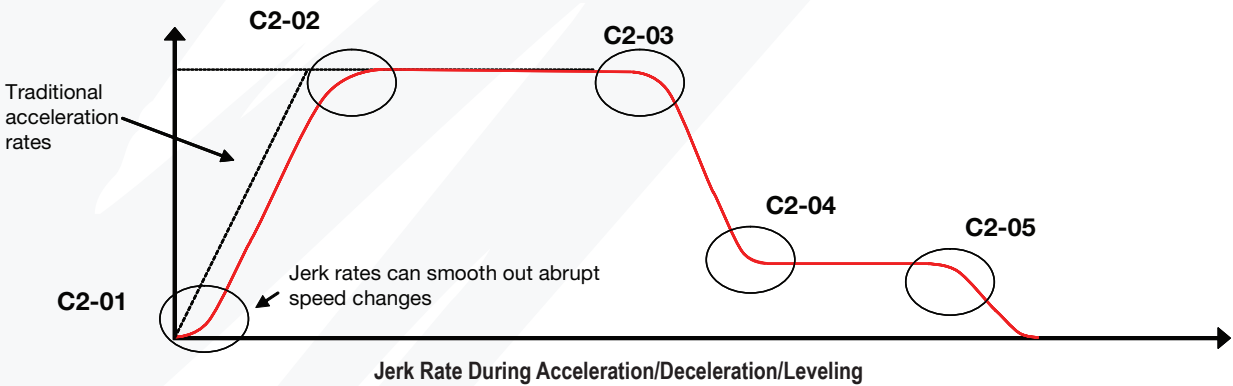 C2-02
C2-03
Traditional
acceleration
rates
C2-04
C2-05
Jerk rates can smooth out abrupt
speed changes
C2-01
Jerk Rate During Acceleration/Deceleration/Leveling